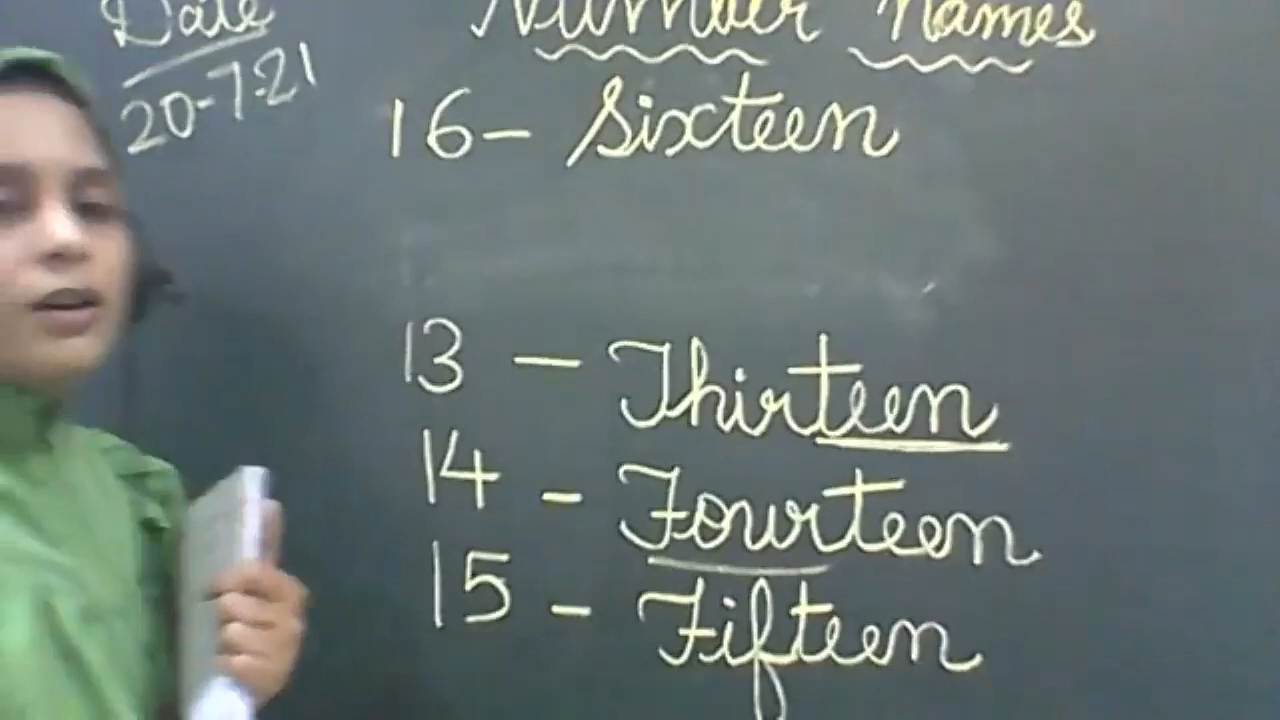 Date
20-7-21
Number Names
16- Sixteen
13 - Thirteen
14 - Fourteen
15 - Fifteen